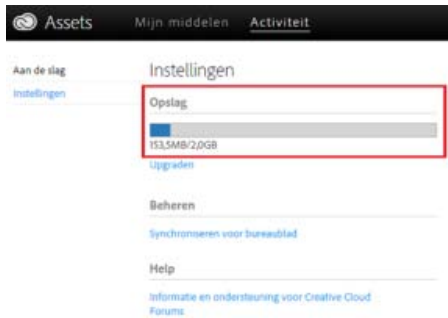 Assets
Mijn middelen
Activiteit
Aan de slag
Instellingen
Instellingen
Opslag
153,5MB/2,0GB
Upgraden
Beheren
Synchroniseren voor bureaublad
Help
Informatie en ondersteuning voor Creative Cloud
Forums